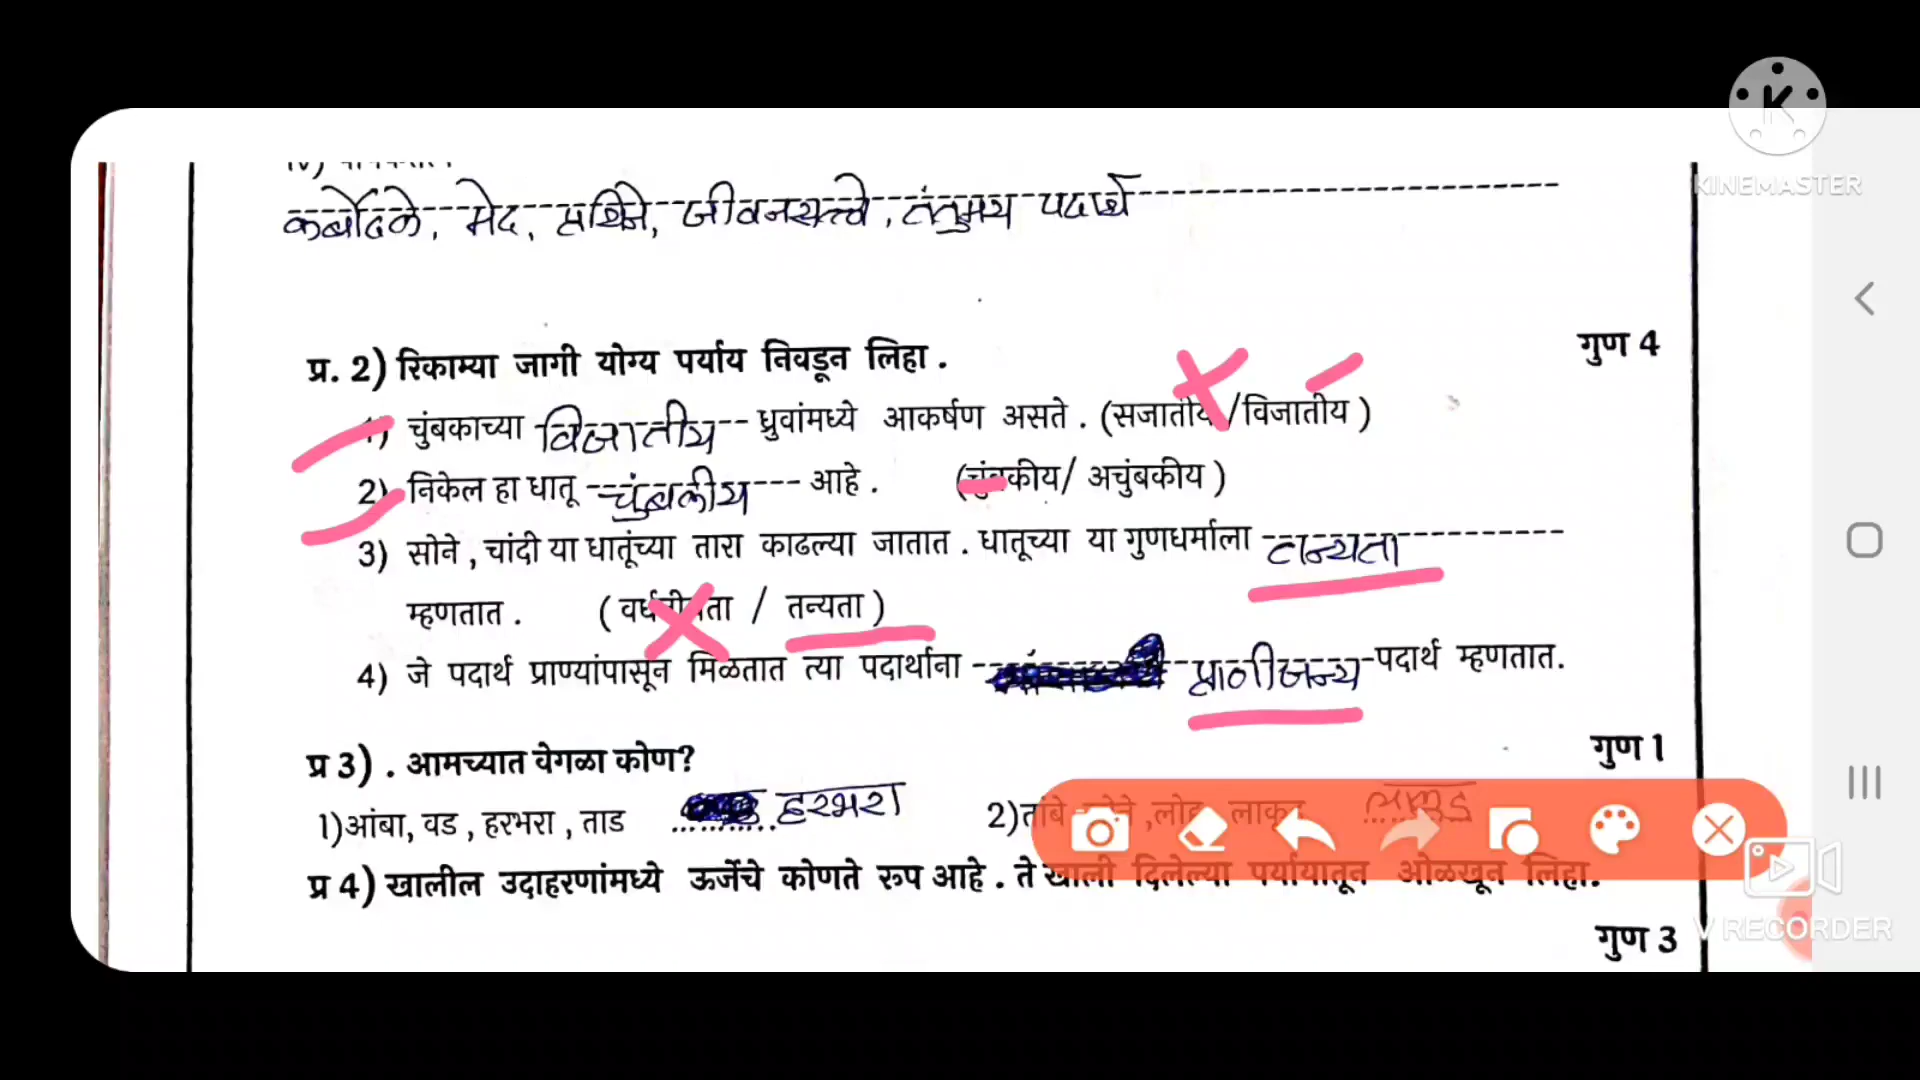 KINEMASTER
कर्बोदके, मेद, प्रथिने, जीवनसत्त्वे, तंतुमय पदार्थ
प्र. 2) रिकाम्या जागी योग्य पर्याय निवडून लिहा . गुण 4
1) चुंबकाच्या विजातीय ध्रुवांमध्ये आकर्षण असते . (सजातीय /विजातीय )
2) निकेल हा धातू चुंबकीय आहे . (चुंबकीय/ अचुंबकीय )
3) सोने , चांदी या धातूंच्या तारा काढल्या जातात . धातूच्या या गुणधर्माला तन्यता
म्हणतात . ( वर्धनीयता / तन्यता )
4) जे पदार्थ प्राण्यांपासून मिळतात त्या पदार्थाना प्राणीजन्य पदार्थ म्हणतात.
प्र 3) . आमच्यात वेगळा कोण? गुण 1
1)आंबा, वड , हरभरा , ताड हरभरा 2)तांबे सोने ,लोह लाकूड लाकुड
प्र 4) खालील उदाहरणांमध्ये ऊर्जेचे कोणते रुप आहे . ते खाली दिलेल्या पर्यायातून ओळखून लिहा.
V RECORDER
गुण 3